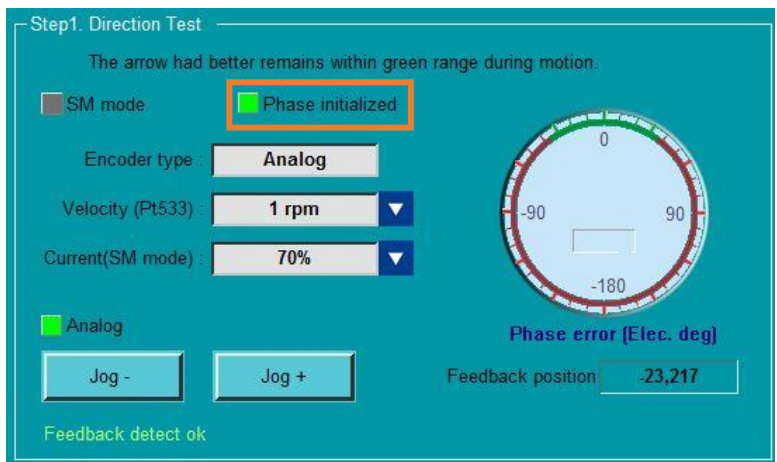 Step1. Direction Test
The arrow had better remains within green range during motion.
SM mode
Phase initialized
Encoder type :
Analog
Velocity (Pt533) :
1 rpm
Current(SM mode) :
70%
Analog
Jog -
Jog +
Feedback detect ok
0
-90
90
-180
Phase error (Elec. deg)
Feedback position
-23,217